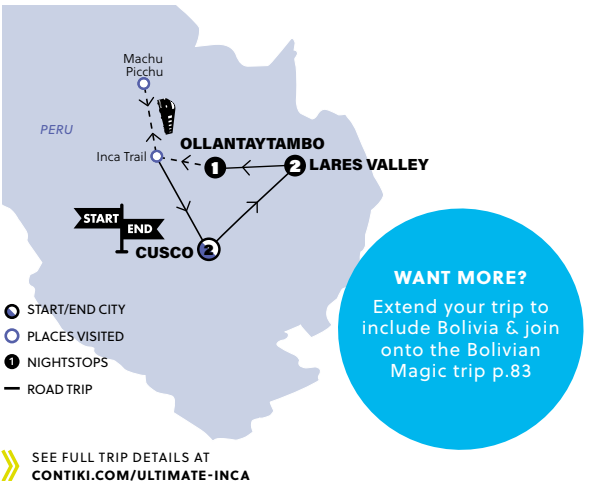 Machu
Picchu
PERU
OLLANTAYTAMBO
Inca Trail
1
2 LARES VALLEY
START
END
CUSCO 2
START/END CITY
PLACES VISITED
1 NIGHTSTOPS
ROAD TRIP
WANT MORE?
Extend your trip to
include Bolivia & join
onto the Bolivian
Magic trip p.83
SEE FULL TRIP DETAILS AT
CONTIKI.COM/ULTIMATE-INCA